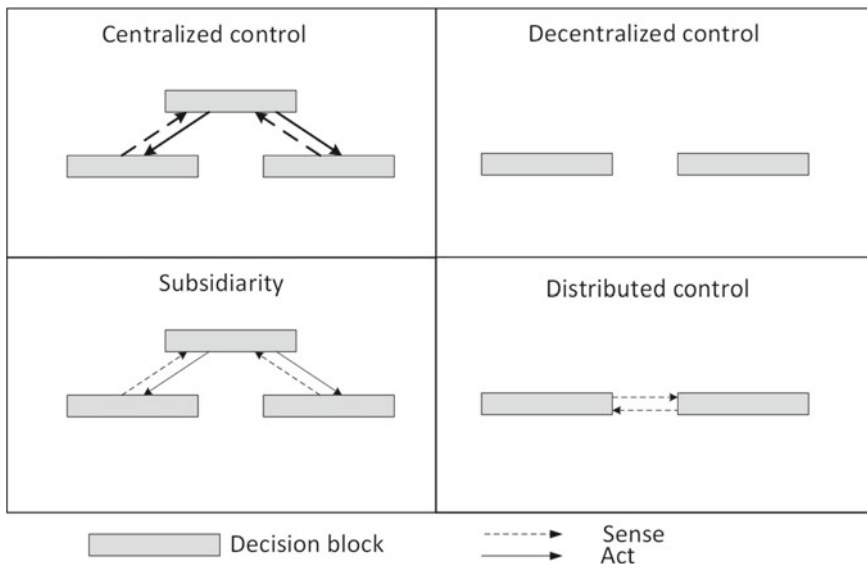 Centralized control
Decentralized control
Subsidiarity
Distributed control
Decision block
Sense
Act